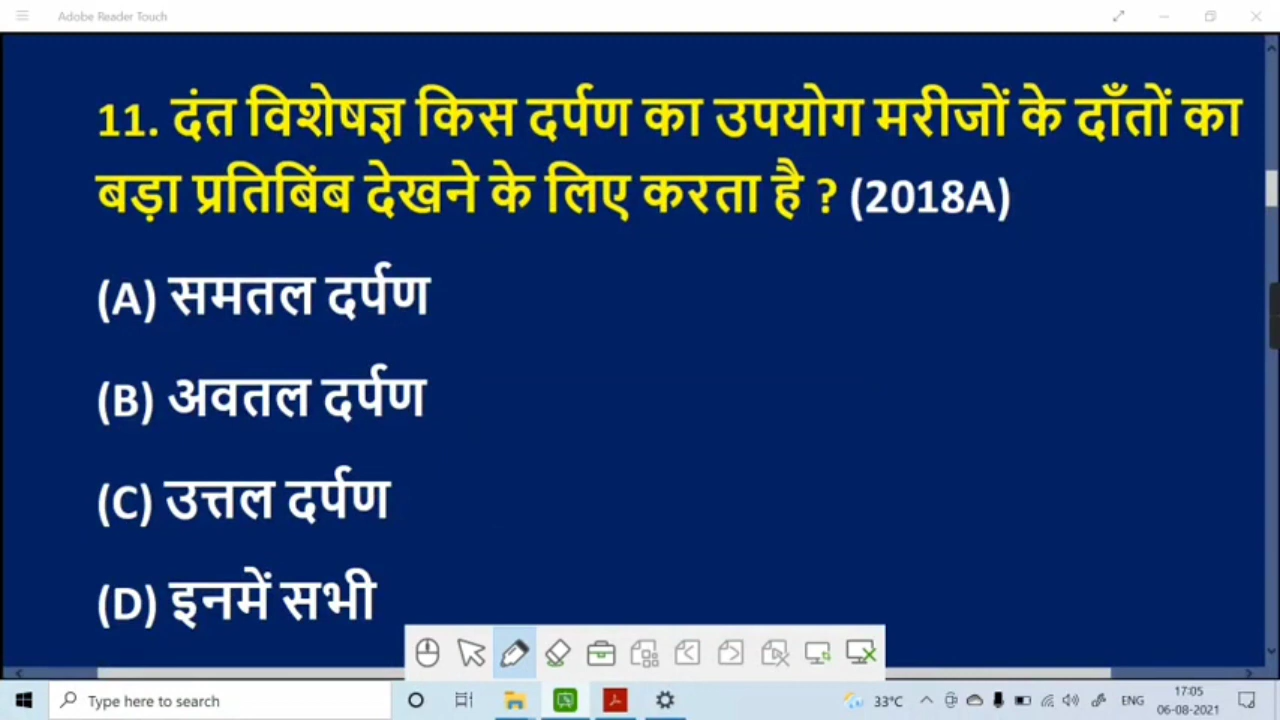 Adobe Reader Touch
11. दंत विशेषज्ञ किस दर्पण का उपयोग मरीजों के दाँतों का
बड़ा प्रतिबिंब देखने के लिए करता है ? (2018A)
(A) समतल दर्पण
(B) अवतल दर्पण
(C) उत्तल दर्पण
(D) इनमें सभी
Type here to search
33°C
ENG
17:05
06-08-2021